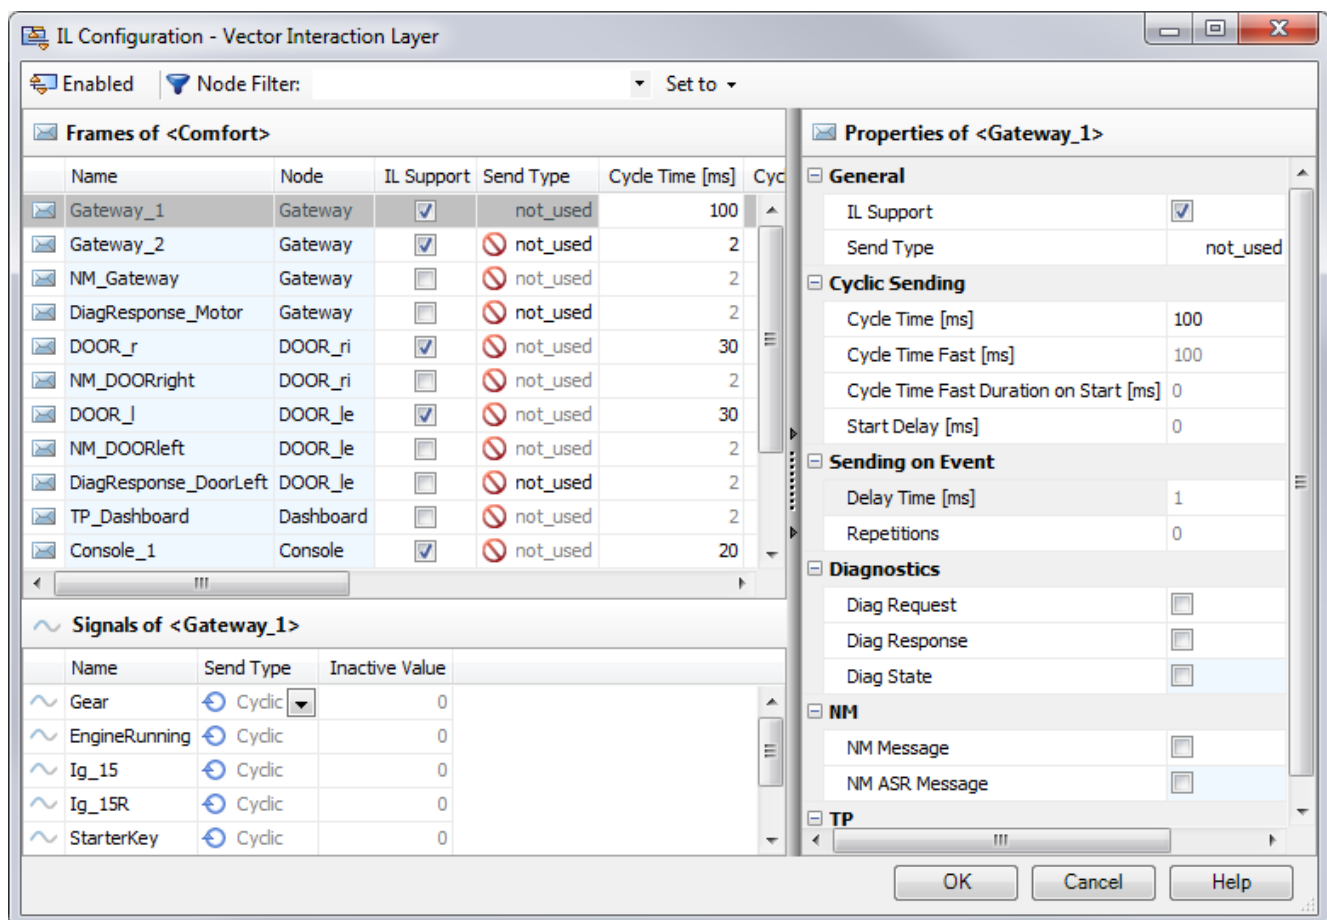 IL Configuration - Vector Interaction Layer
Enabled Node Filter: Set to
Frames of <Comfort>
Name Node IL Support Send Type Cycle Time [ms] Cycl
Gateway_1 Gateway not_used 100
Gateway_2 Gateway not_used 2
NM_Gateway Gateway not_used 2
DiagResponse_Motor Gateway not_used 2
DOOR_r DOOR_ri not_used 30
NM_DOORright DOOR_ri not_used 2
DOOR_l DOOR_le not_used 30
NM_DOORleft DOOR_le not_used 2
DiagResponse_DoorLeft DOOR_le not_used 2
TP_Dashboard Dashboard not_used 2
Console_1 Console not_used 20
Signals of <Gateway_1>
Name Send Type Inactive Value
Gear Cyclic 0
EngineRunning Cyclic 0
Ig_15 Cyclic 0
Ig_15R Cyclic 0
StarterKey Cyclic 0
Properties of <Gateway_1>
General
IL Support
Send Type not_used
Cyclic Sending
Cycle Time [ms] 100
Cycle Time Fast [ms] 100
Cycle Time Fast Duration on Start [ms] 0
Start Delay [ms] 0
Sending on Event
Delay Time [ms] 1
Repetitions 0
Diagnostics
Diag Request
Diag Response
Diag State
NM
NM Message
NM ASR Message
TP
OK Cancel Help